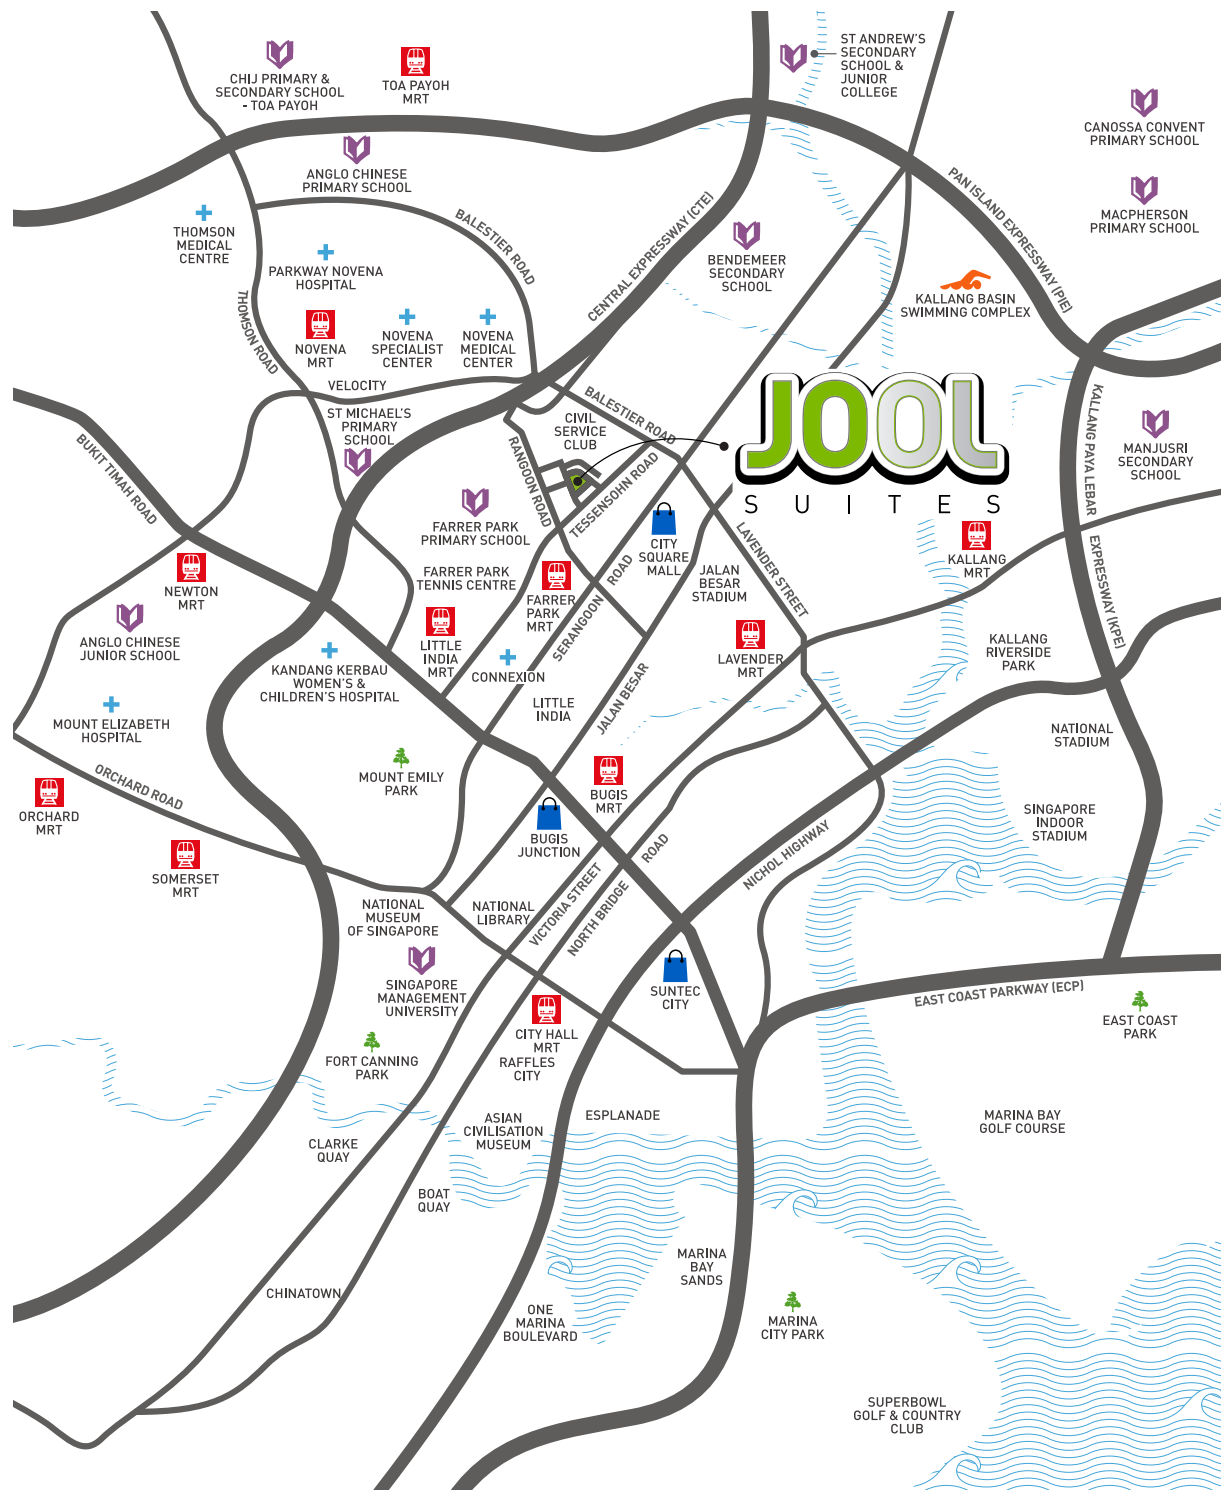 ST ANDREW'S
SECONDARY
SCHOOL &
JUNIOR
COLLEGE
CHIJ PRIMARY &
SECONDARY SCHOOL
- TOA PAYOH
TOA PAYOH
MRT
CANOSSA CONVENT
PRIMARY SCHOOL
ANGLO CHINESE
PRIMARY SCHOOL
PAN ISLAND EXPRESSWAY (PIE)
MACPHERSON
PRIMARY SCHOOL
THOMSON
MEDICAL
CENTRE
BALESTIER ROAD
CENTRAL EXPRESSWAY (CTE)
BENDEMEER
SECONDARY
SCHOOL
PARKWAY NOVENA
HOSPITAL
KALLANG BASIN
SWIMMING COMPLEX
THOMSON ROAD
NOVENA
MRT
NOVENA
SPECIALIST
CENTER
NOVENA
MEDICAL
CENTER
VELOCITY
BALESTIER ROAD
JOOL
SUITES
ST MICHAEL'S
PRIMARY
SCHOOL
CIVIL
SERVICE
CLUB
KALLANG PAYA LEBAR
EXPRESSWAY (KPE)
MANJUSRI
SECONDARY
SCHOOL
BUKIT TIMAH ROAD
RANGOON ROAD
TESSENSOHN ROAD
FARRER PARK
PRIMARY SCHOOL
CITY
SQUARE
MALL
LAVENDER STREET
KALLANG
MRT
FARRER PARK
TENNIS CENTRE
JALAN
BESAR
STADIUM
NEWTON
MRT
FARRER
PARK
MRT
SERANGOON
ROAD
ANGLO CHINESE
JUNIOR SCHOOL
LITTLE
INDIA
MRT
LAVENDER
MRT
KALLANG
RIVERSIDE
PARK
KANDANG KERBAU
WOMEN'S &
CHILDREN'S HOSPITAL
CONNEXION
LITTLE
INDIA
JALAN BESAR
MOUNT ELIZABETH
HOSPITAL
NATIONAL
STADIUM
ORCHARD ROAD
MOUNT EMILY
PARK
BUGIS
MRT
ORCHARD
MRT
SINGAPORE
INDOOR
STADIUM
BUGIS
JUNCTION
SOMERSET
MRT
NICHOL HIGHWAY
VICTORIA STREET
NORTH BRIDGE
ROAD
NATIONAL
MUSEUM
OF SINGAPORE
NATIONAL
LIBRARY
SINGAPORE
MANAGEMENT
UNIVERSITY
SUNTEC
CITY
EAST COAST PARKWAY (ECP)
EAST COAST
PARK
CITY HALL
MRT
RAFFLES
CITY
FORT CANNING
PARK
ESPLANADE
ASIAN
CIVILISATION
MUSEUM
MARINA BAY
GOLF COURSE
CLARKE
QUAY
BOAT
QUAY
MARINA
BAY
SANDS
CHINATOWN
ONE
MARINA
BOULEVARD
MARINA
CITY PARK
SUPERBOWL
GOLF & COUNTRY
CLUB